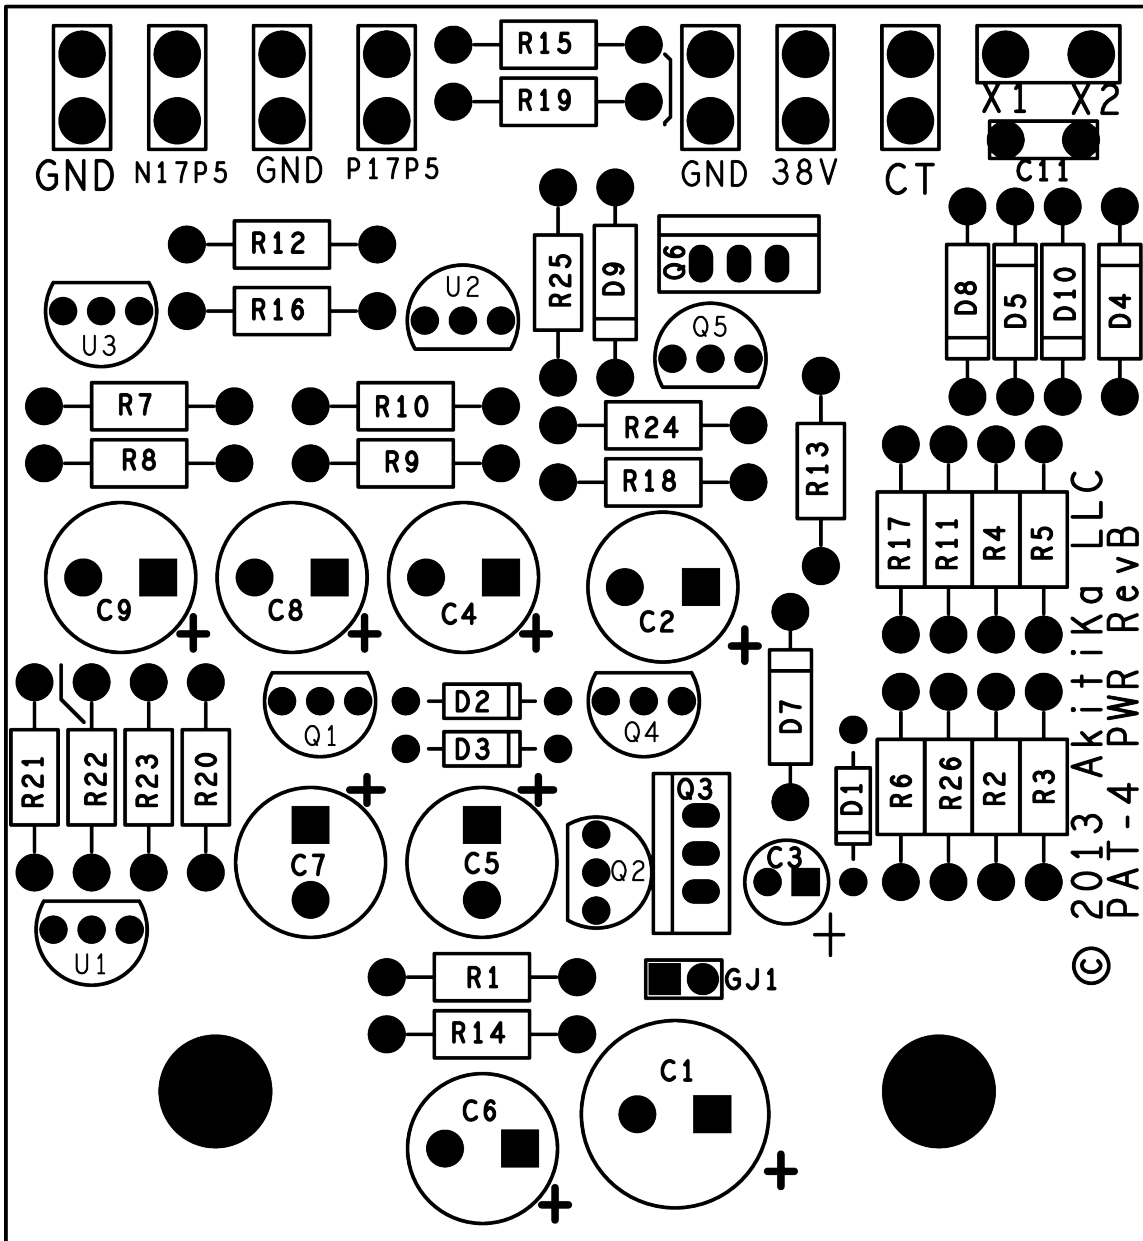 R15
R19
X1 X2
GND N17P5 GND P17P5 GND 38V CT C11
R12
R16
U3
U2
R25
D9
Q6
Q5
D8
D5
D10
D4
R7
R10
R8
R9
R24
R18
R13
R17
R11
R4
R5
C9
C8
C4
C2
+ + + +
R21
R22
R23
R20
Q1
D2
D3
Q4
D7
D1
R6
R26
R2
R3
+ +
C7
C5
Q2
Q3
C3
+
U1
R1
R14
GJ1
C6
+
C1
+
© 2013 AkitiKa LLC
PAT-4 PWR RevB